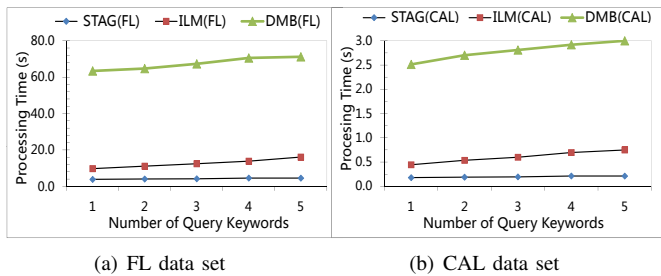 STAG(FL) ILM(FL) DMB(FL)
80.0
60.0
40.0
20.0
0.0
Processing Time (s)
1 2 3 4 5
Number of Query Keywords
(a) FL data set
STAG(CAL) ILM(CAL) DMB(CAL)
3.0
2.5
2.0
1.5
1.0
0.5
0.0
Procesing Time (s)
1 2 3 4 5
Number of Query Keywords
(b) CAL data set